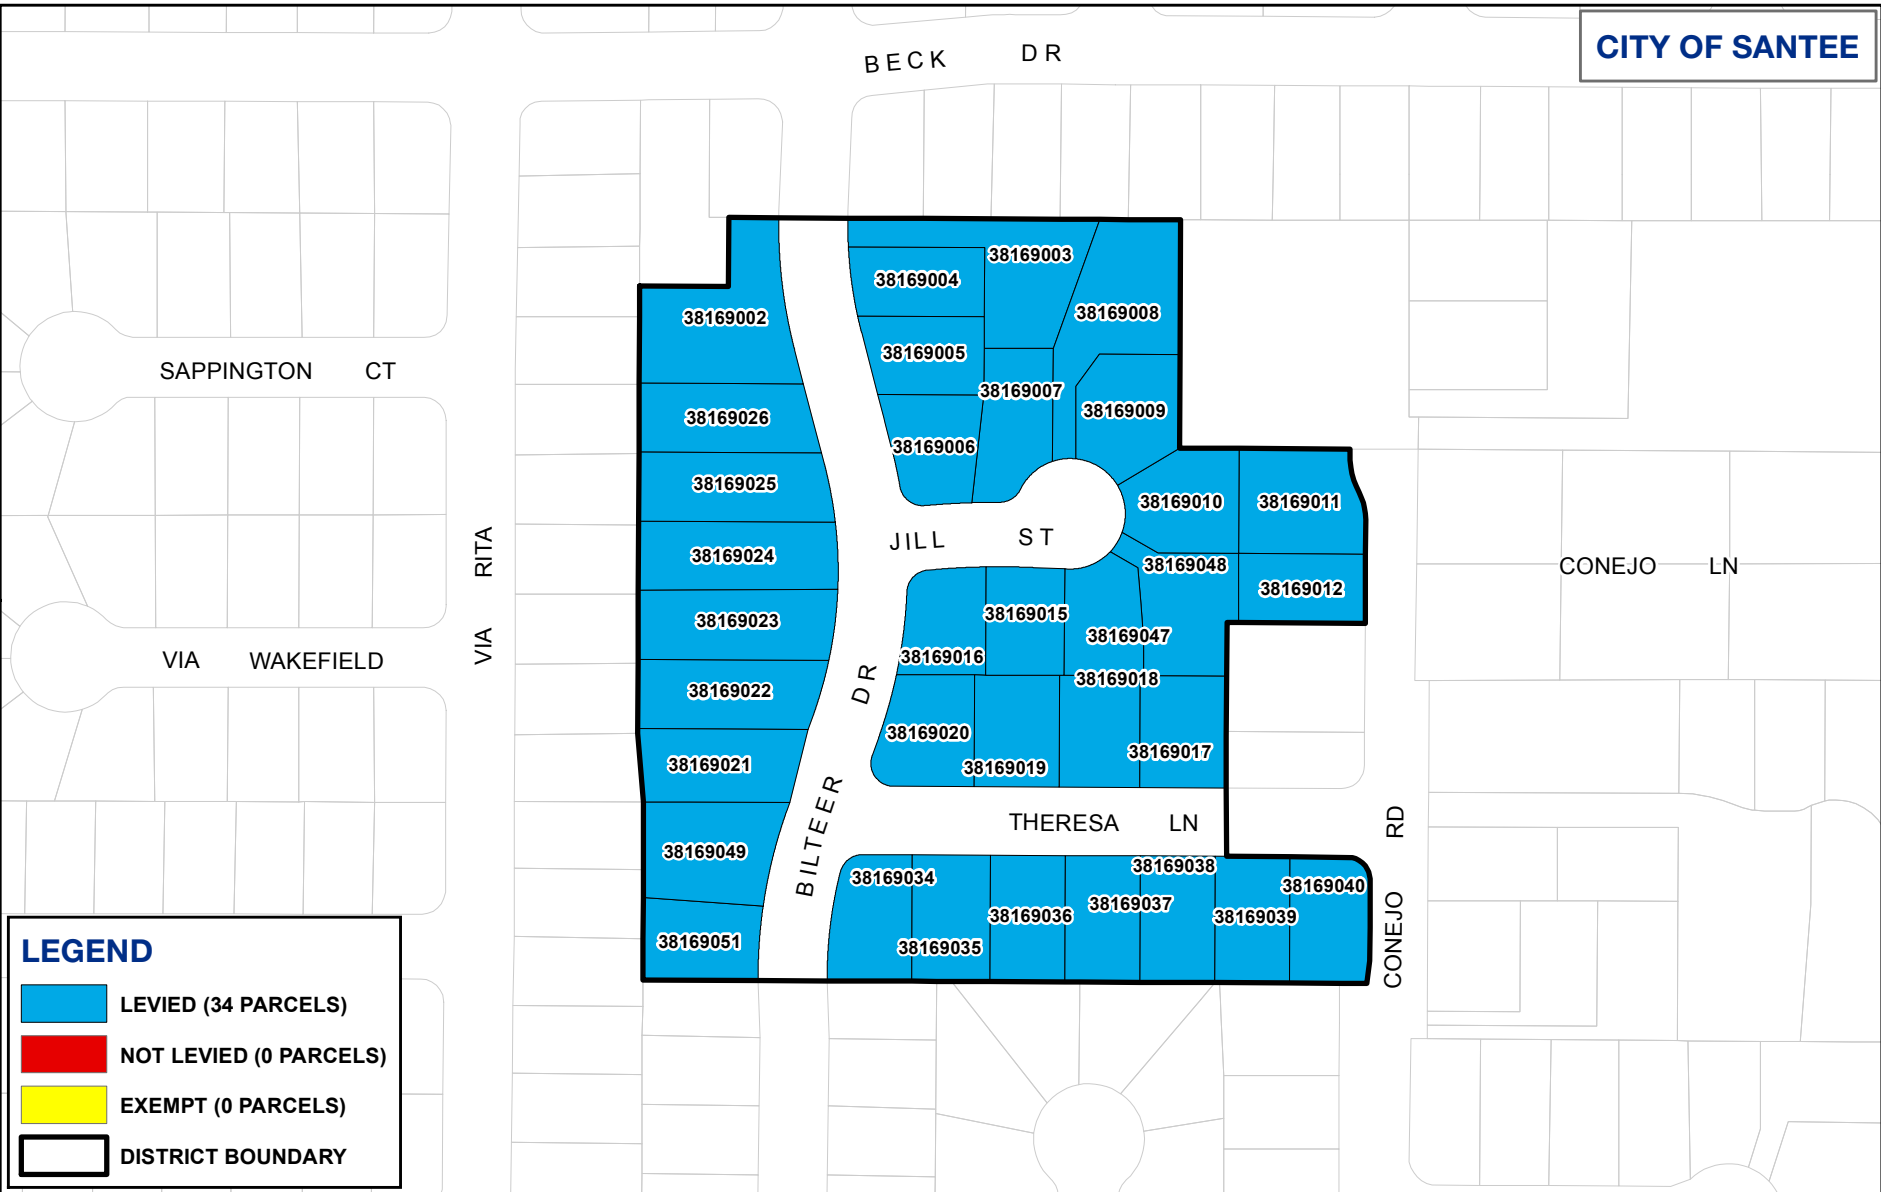 CITY OF SANTEE
BECK DR
38169003
38169004
38169008
38169002
38169005
SAPPINGTON CT
38169007
38169009
38169026
38169006
38169025
38169010
38169011
JILL ST
38169024
VIA RITA
38169048
CONEJO LN
38169012
38169023
38169015
38169047
38169016
VIA WAKEFIELD
38169018
38169022
BILTEER DR
38169020
38169017
38169021
38169019
THERESA LN
CONEJO RD
38169049
38169038
38169034
38169040
38169037
38169036
38169039
38169051
38169035
LEGEND
LEVIED (34 PARCELS)
NOT LEVIED (0 PARCELS)
EXEMPT (0 PARCELS)
DISTRICT BOUNDARY